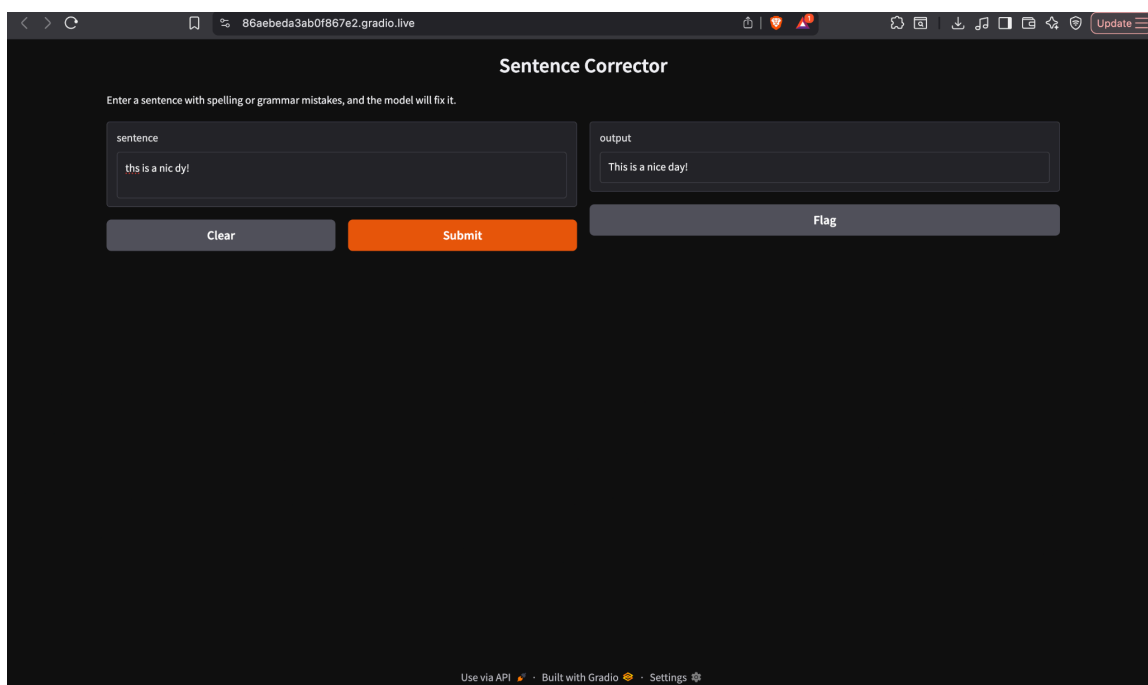 86aebeda3ab0f867e2.gradio.live
1
Update
Sentence Corrector
Enter a sentence with spelling or grammar mistakes, and the model will fix it.
sentence
ths is a nic dy!
output
This is a nice day!
Clear
Submit
Flag
Use via API · Built with Gradio · Settings